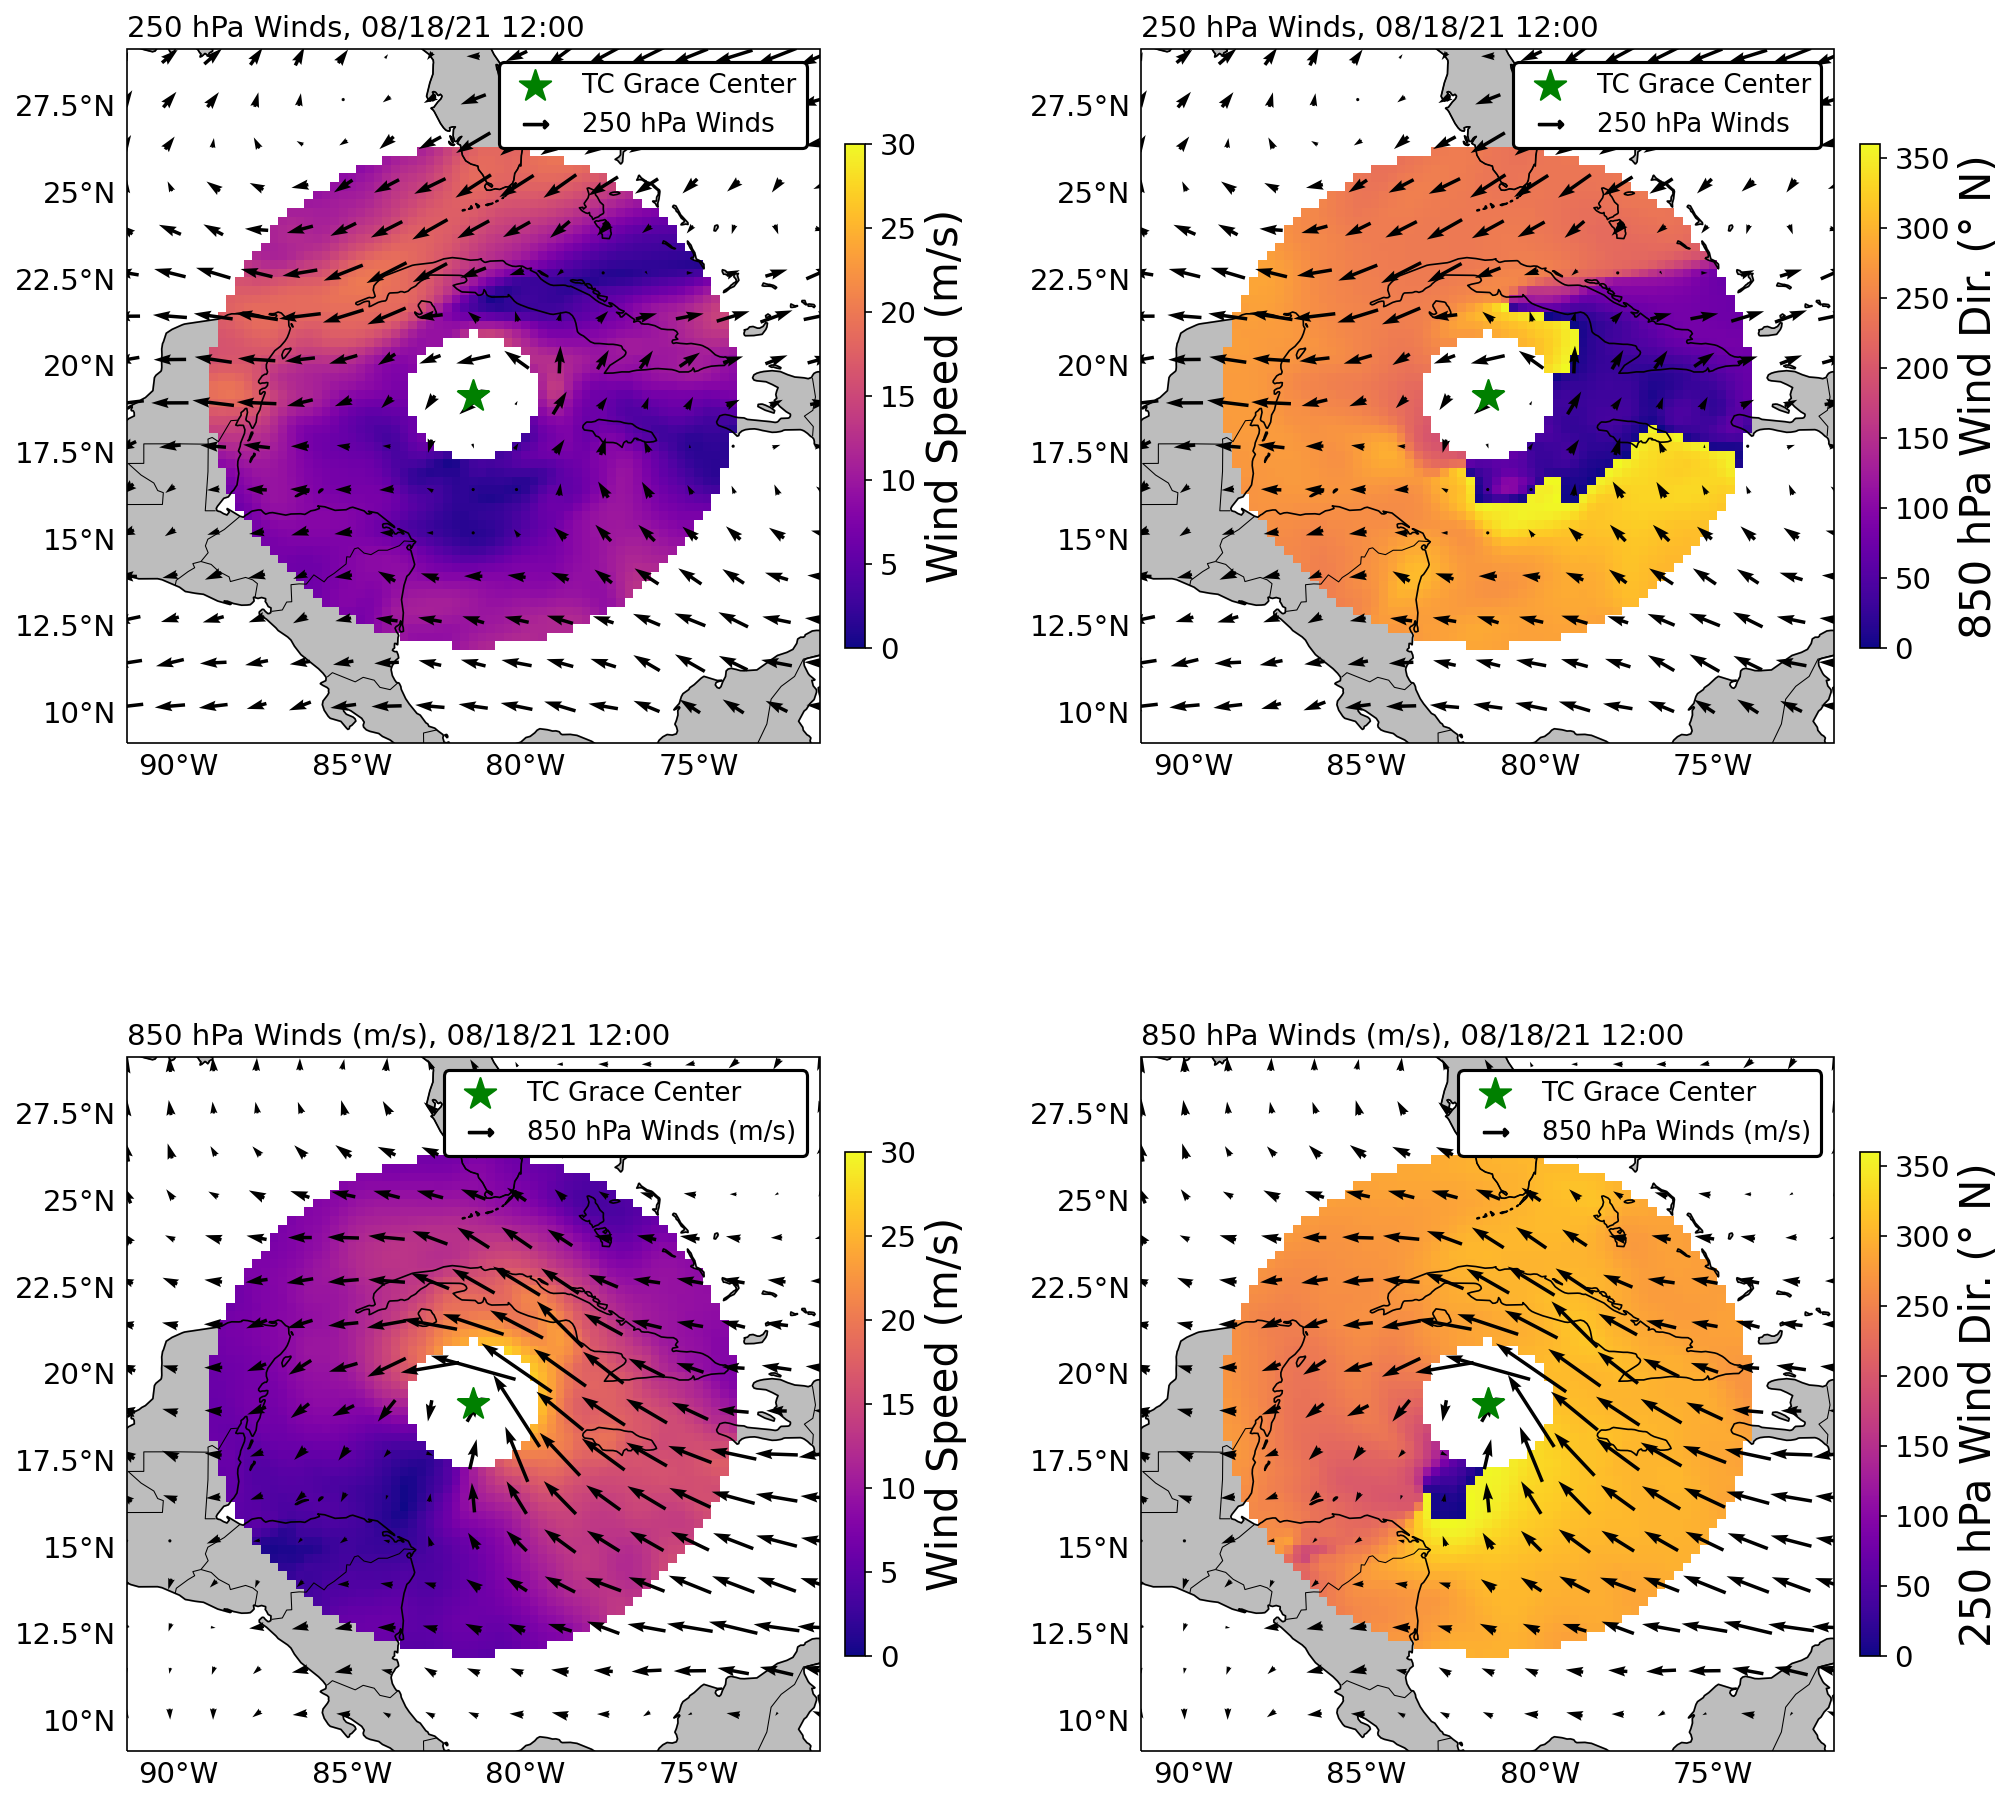 250 hPa Winds, 08/18/21 12:00
TC Grace Center
250 hPa Winds
27.5°N
25°N
22.5°N
20°N
17.5°N
15°N
12.5°N
10°N
90°W
85°W
80°W
75°W
30
25
20
15
10
5
0
Wind Speed (m/s)
250 hPa Winds, 08/18/21 12:00
TC Grace Center
250 hPa Winds
27.5°N
25°N
22.5°N
20°N
17.5°N
15°N
12.5°N
10°N
90°W
85°W
80°W
75°W
350
300
250
200
150
100
50
0
850 hPa Wind Dir. (° N)
850 hPa Winds (m/s), 08/18/21 12:00
TC Grace Center
850 hPa Winds (m/s)
27.5°N
25°N
22.5°N
20°N
17.5°N
15°N
12.5°N
10°N
90°W
85°W
80°W
75°W
30
25
20
15
10
5
0
Wind Speed (m/s)
850 hPa Winds (m/s), 08/18/21 12:00
TC Grace Center
850 hPa Winds (m/s)
27.5°N
25°N
22.5°N
20°N
17.5°N
15°N
12.5°N
10°N
90°W
85°W
80°W
75°W
350
300
250
200
150
100
50
0
250 hPa Wind Dir. (° N)